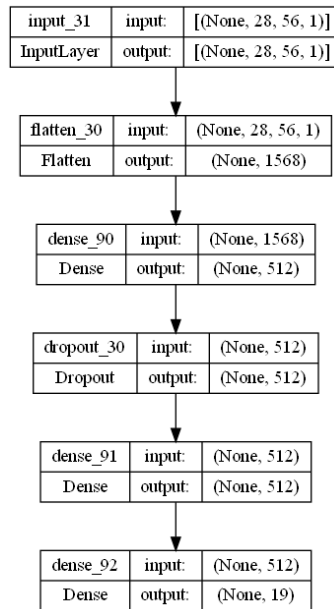 input_31 input: [(None, 28, 56, 1)]
InputLayer output: [(None, 28, 56, 1)]
flatten_30 input: (None, 28, 56, 1)
Flatten output: (None, 1568)
dense_90 input: (None, 1568)
Dense output: (None, 512)
dropout_30 input: (None, 512)
Dropout output: (None, 512)
dense_91 input: (None, 512)
Dense output: (None, 512)
dense_92 input: (None, 512)
Dense output: (None, 19)